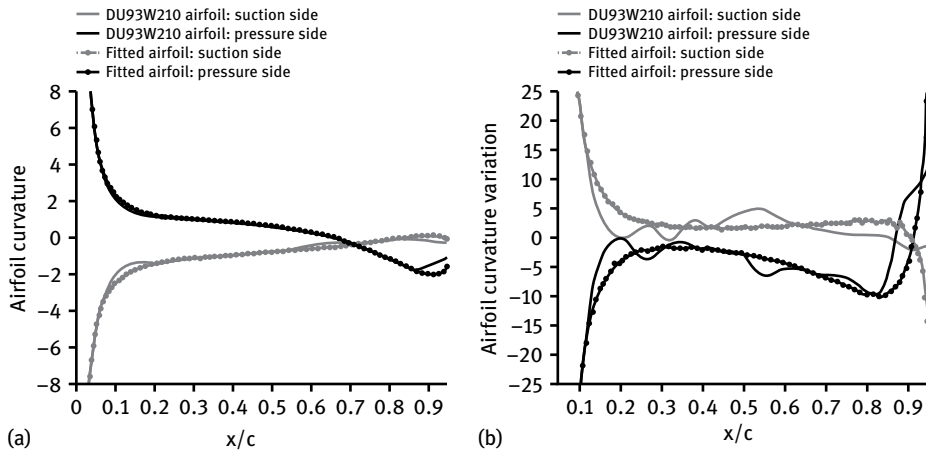 DU93W210 airfoil: suction side
DU93W210 airfoil: pressure side
Fitted airfoil: suction side
Fitted airfoil: pressure side
8
6
4
2
0
−2
−4
−6
−8
Airfoil curvature
0 0.1 0.2 0.3 0.4 0.5 0.6 0.7 0.8 0.9
x/c
(a)
DU93W210 airfoil: suction side
DU93W210 airfoil: pressure side
Fitted airfoil: suction side
Fitted airfoil: pressure side
25
20
15
10
5
0
−5
−10
−15
−20
−25
Airfoil curvature variation
0.1 0.2 0.3 0.4 0.5 0.6 0.7 0.8 0.9
x/c
(b)